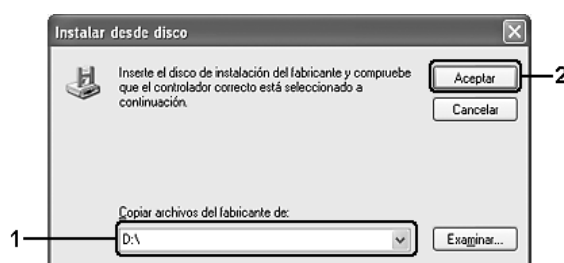 Instalar desde disco
Inserte el disco de instalación del fabricante y compruebe
que el controlador correcto está seleccionado a
continuación.
Aceptar
2
Cancelar
Copiar archivos del fabricante de:
1
D:\
Examinar...